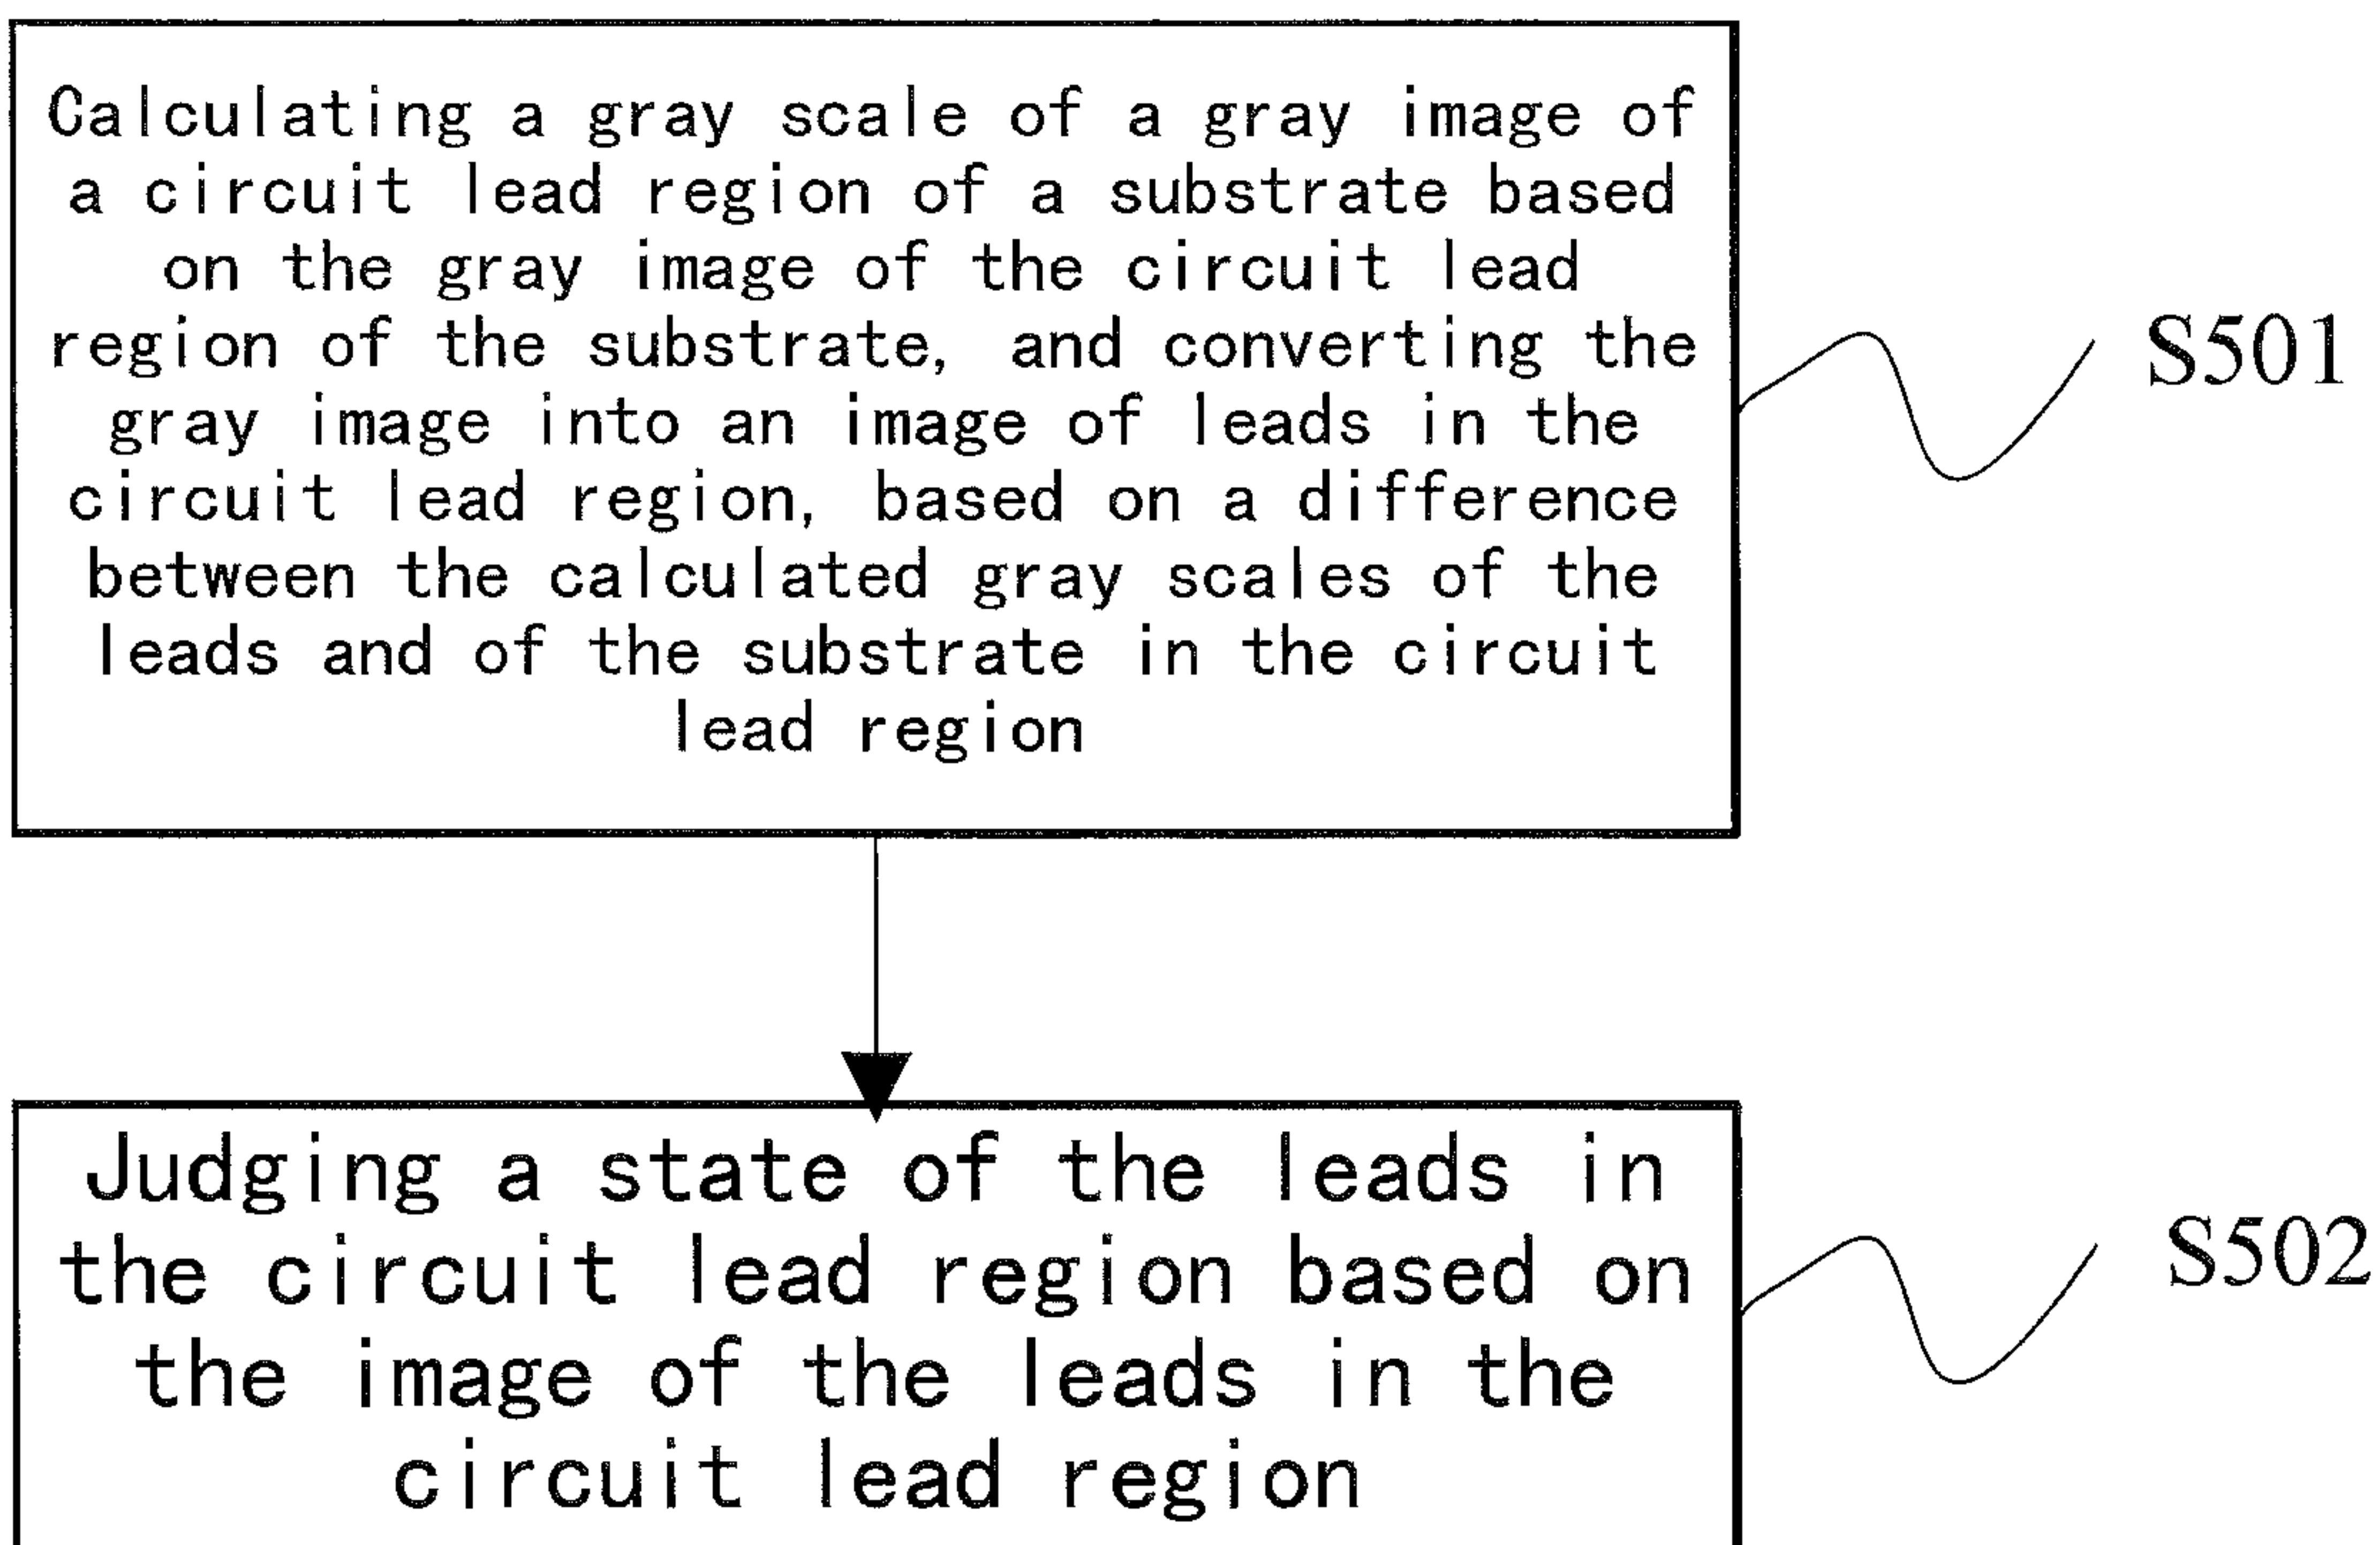 Calculating a gray scale of a gray image of
a circuit lead region of a substrate based
on the gray image of the circuit lead
region of the substrate, and converting the
gray image into an image of leads in the
circuit lead region, based on a difference
between the calculated gray scales of the
leads and of the substrate in the circuit
lead region
S501
Judging a state of the leads in
the circuit lead region based on
the image of the leads in the
circuit lead region
S502